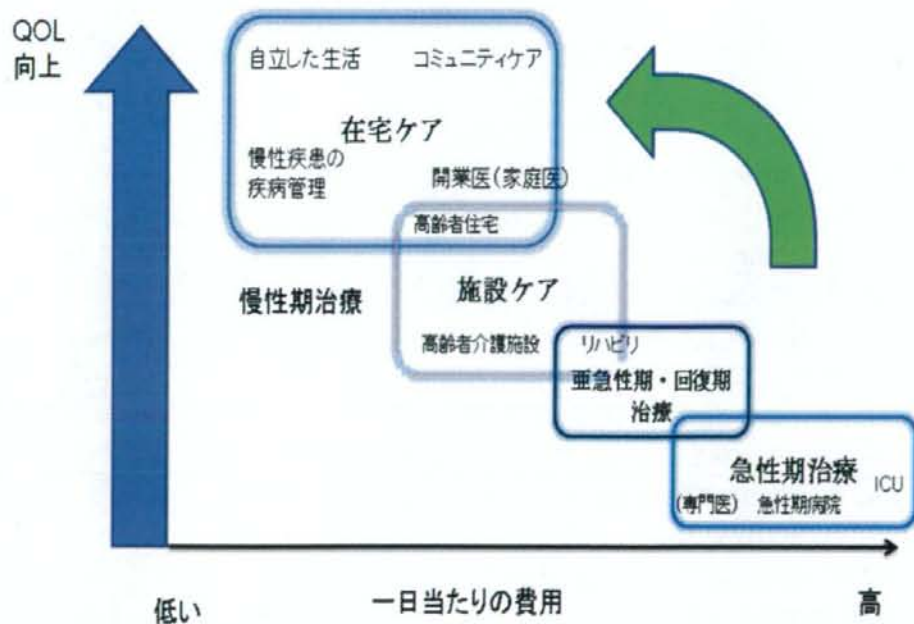 QOL
向上
自立した生活
コミュニティケア
在宅ケア
慢性疾患の
疾病管理
開業医(家庭医)
高齢者住宅
慢性期治療
施設ケア
高齢者介護施設
リハビリ
亜急性期・回復期
治療
急性期治療
ICU
(専門医)
急性期病院
低い
一日当たりの費用
高